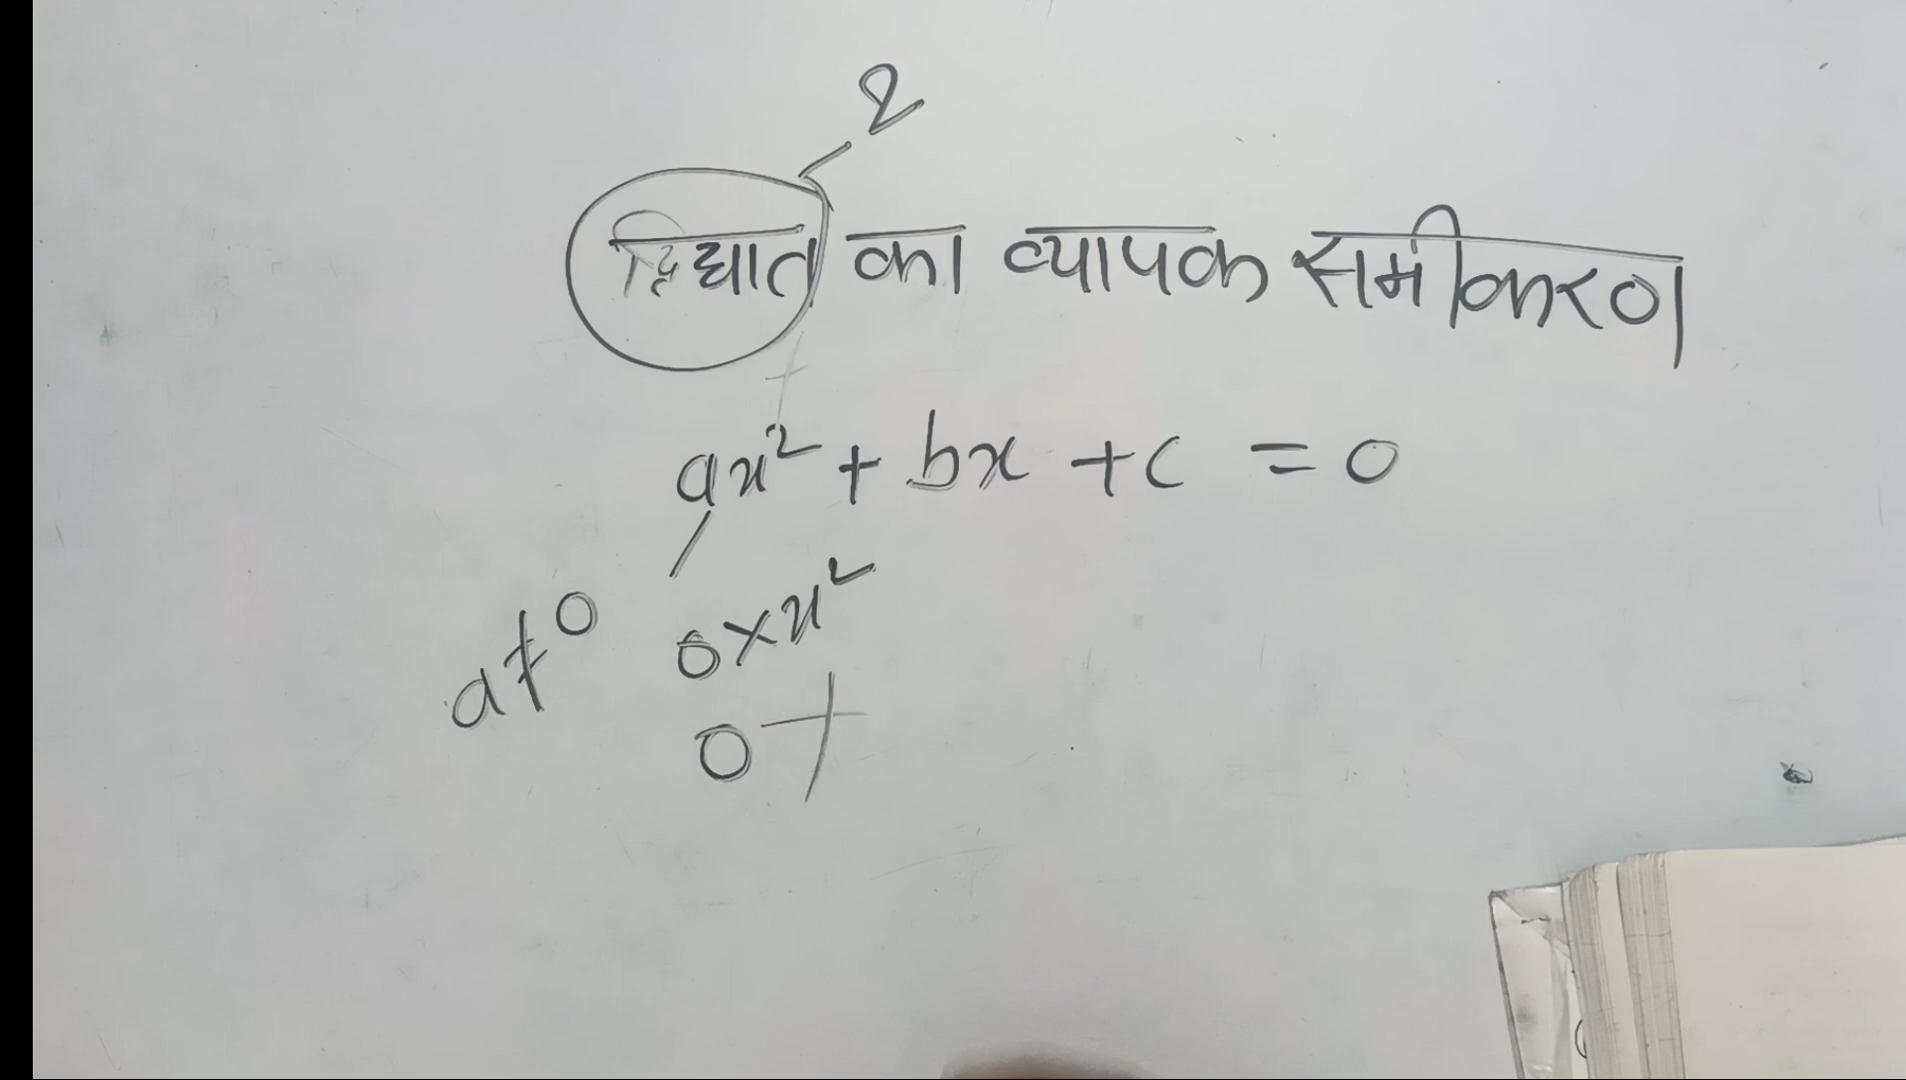 2
द्विघात का व्यापक समीकरण
ax² + bx + c = 0
a ≠ 0
0 × x²
0